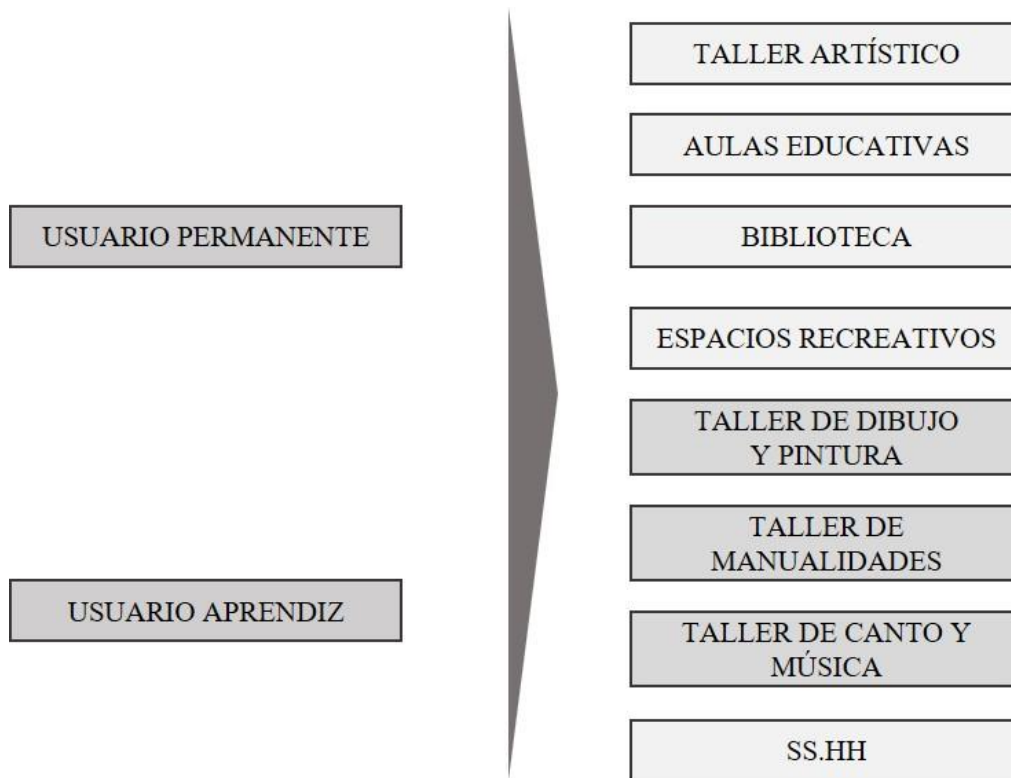 USUARIO PERMANENTE
USUARIO APRENDIZ
TALLER ARTÍSTICO
AULAS EDUCATIVAS
BIBLIOTECA
ESPACIOS RECREATIVOS
TALLER DE DIBUJO
Y PINTURA
TALLER DE
MANUALIDADES
TALLER DE CANTO Y
MÚSICA
SS.HH